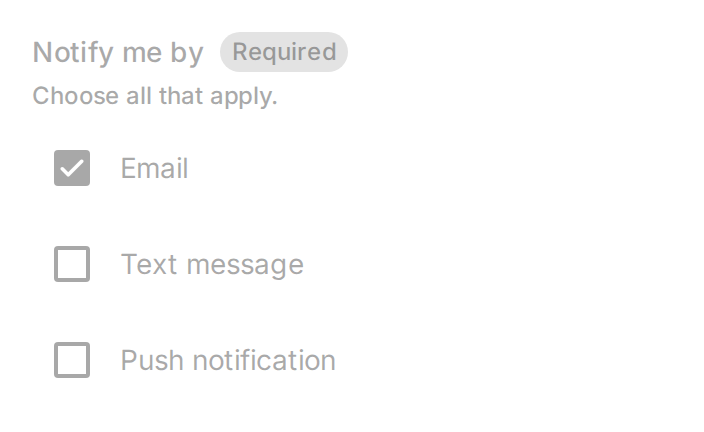 Notify me by Required
Choose all that apply.
Email
Text message
Push notification